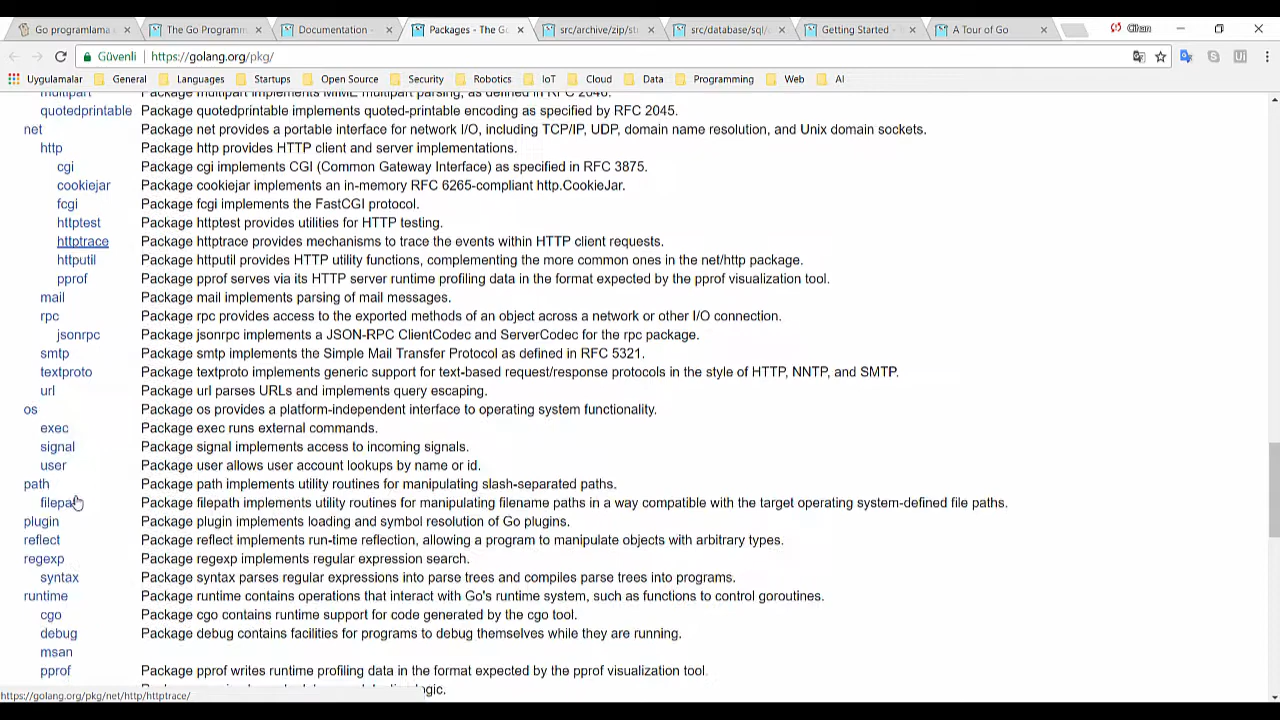 Go programlama
The Go Programm
Documentation -
Packages - The G
src/archive/zip/st
src/database/sql/
Getting Started -
A Tour of Go
Cihan
Güvenli
https://golang.org/pkg/
Uygulamalar
General
Languages
Startups
Open Source
Security
Robotics
IoT
Cloud
Data
Programming
Web
AI
multipart Package multipart implements MIME multipart parsing, as defined in RFC 2046.
quotedprintable Package quotedprintable implements quoted-printable encoding as specified by RFC 2045.
net Package net provides a portable interface for network I/O, including TCP/IP, UDP, domain name resolution, and Unix domain sockets.
http Package http provides HTTP client and server implementations.
cgi Package cgi implements CGI (Common Gateway Interface) as specified in RFC 3875.
cookiejar Package cookiejar implements an in-memory RFC 6265-compliant http.CookieJar.
fcgi Package fcgi implements the FastCGI protocol.
httptest Package httptest provides utilities for HTTP testing.
httptrace Package httptrace provides mechanisms to trace the events within HTTP client requests.
httputil Package httputil provides HTTP utility functions, complementing the more common ones in the net/http package.
pprof Package pprof serves via its HTTP server runtime profiling data in the format expected by the pprof visualization tool.
mail Package mail implements parsing of mail messages.
rpc Package rpc provides access to the exported methods of an object across a network or other I/O connection.
jsonrpc Package jsonrpc implements a JSON-RPC ClientCodec and ServerCodec for the rpc package.
smtp Package smtp implements the Simple Mail Transfer Protocol as defined in RFC 5321.
textproto Package textproto implements generic support for text-based request/response protocols in the style of HTTP, NNTP, and SMTP.
url Package url parses URLs and implements query escaping.
os Package os provides a platform-independent interface to operating system functionality.
exec Package exec runs external commands.
signal Package signal implements access to incoming signals.
user Package user allows user account lookups by name or id.
path Package path implements utility routines for manipulating slash-separated paths.
filepath Package filepath implements utility routines for manipulating filename paths in a way compatible with the target operating system-defined file paths.
plugin Package plugin implements loading and symbol resolution of Go plugins.
reflect Package reflect implements run-time reflection, allowing a program to manipulate objects with arbitrary types.
regexp Package regexp implements regular expression search.
syntax Package syntax parses regular expressions into parse trees and compiles parse trees into programs.
runtime Package runtime contains operations that interact with Go's runtime system, such as functions to control goroutines.
cgo Package cgo contains runtime support for code generated by the cgo tool.
debug Package debug contains facilities for programs to debug themselves while they are running.
msan
pprof Package pprof writes runtime profiling data in the format expected by the pprof visualization tool.
https://golang.org/pkg/net/http/httptrace/